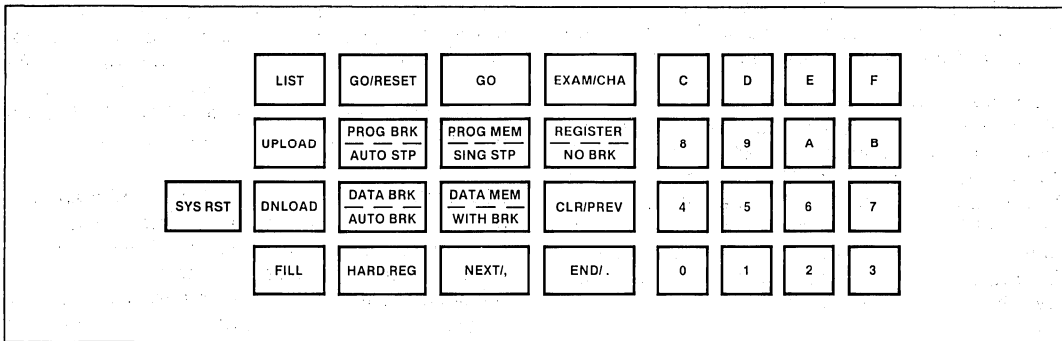 LIST GO/RESET GO EXAM/CHA C D E F
UPLOAD PROG BRK PROG MEM REGISTER 8 9 A B
AUTO STP SING STP NO BRK
SYS RST DNLOAD DATA BRK DATA MEM CLR/PREV 4 5 6 7
AUTO BRK WITH BRK
FILL HARD REG NEXT/, END/ . 0 1 2 3